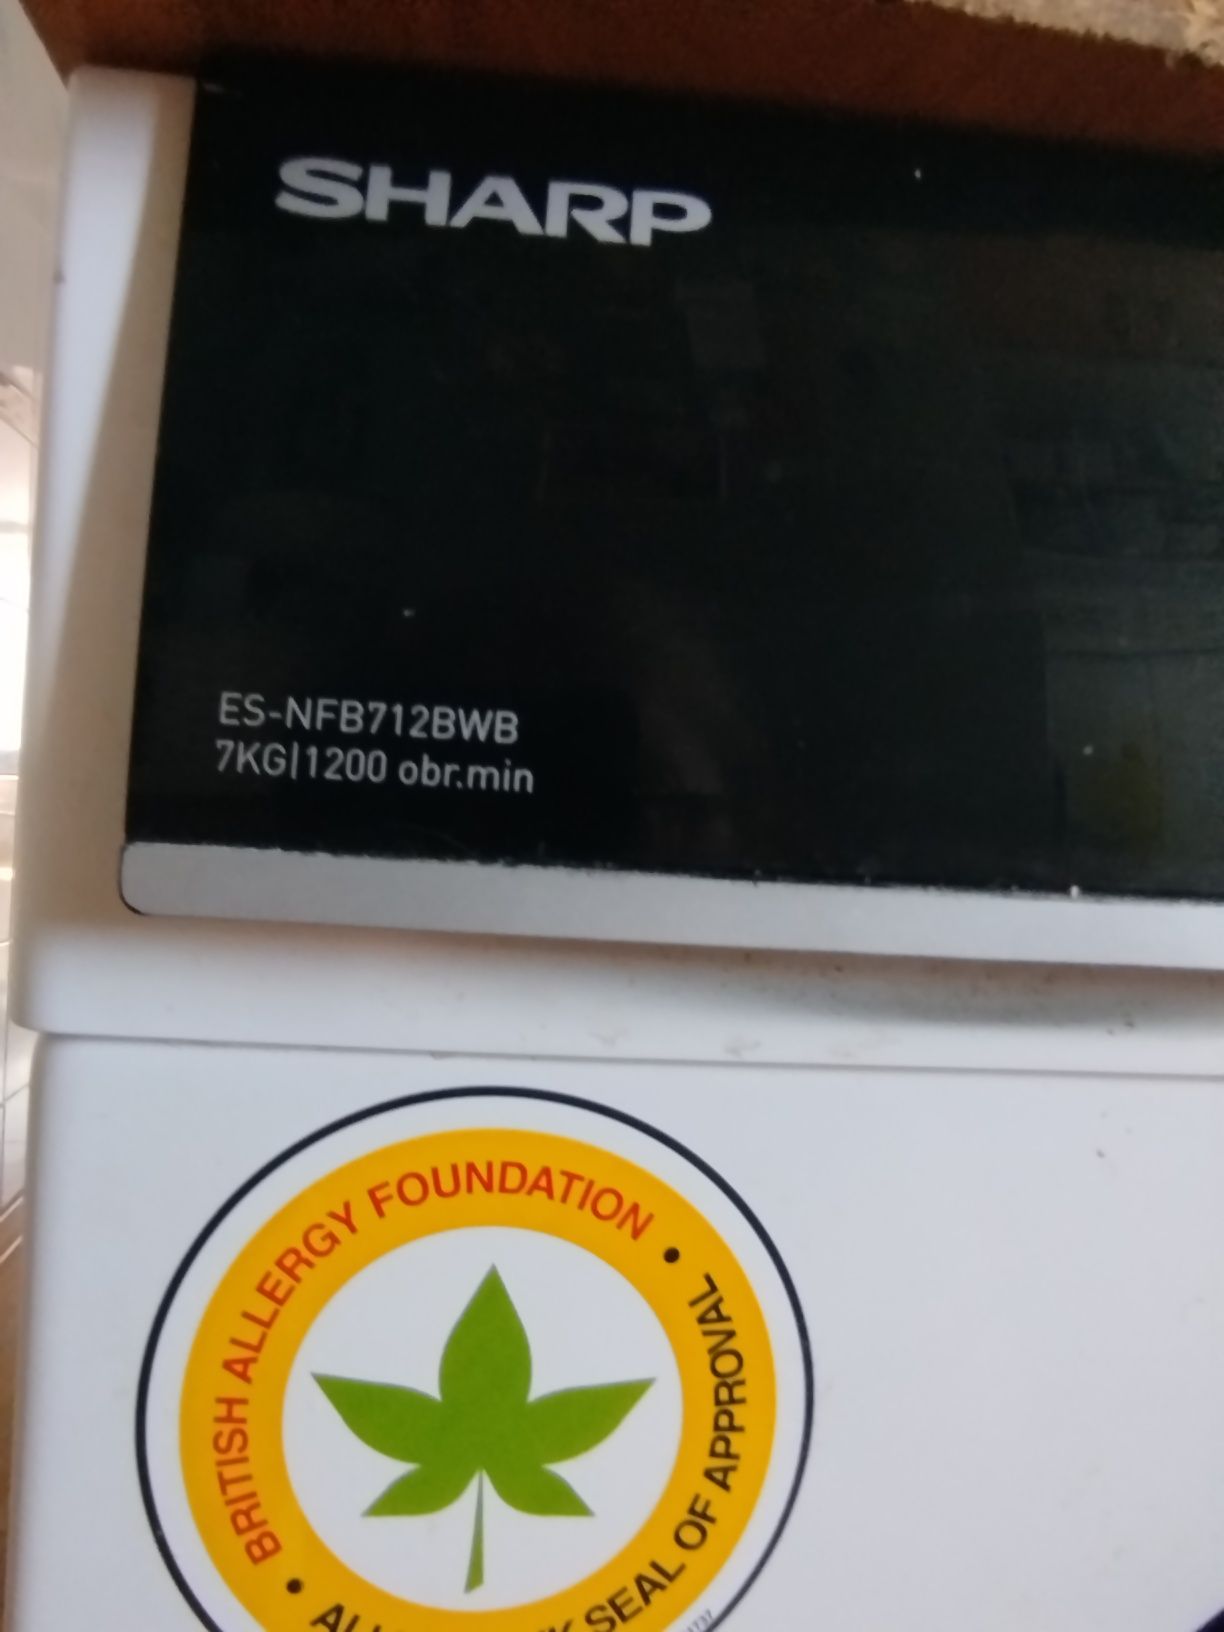 SHARP
ES-NFB712BWB
7KG|1200 obr.min
BRITISH ALLERGY FOUNDATION •
SEAL OF APPROVAL •